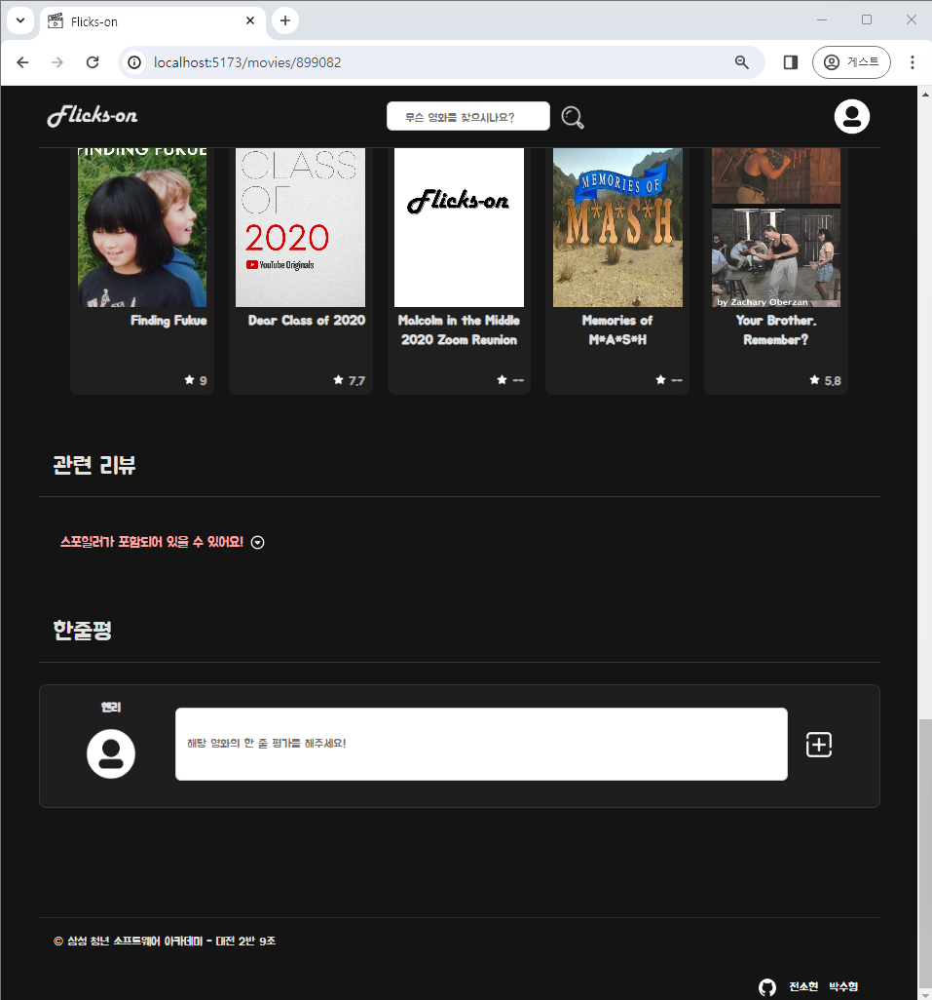 Flicks-on
localhost:5173/movies/899082
게스트
Flicks-on
무슨 영화를 찾으시나요?
FINDING FUKUE
CLASS
OF
2020
YouTube Originals
Flicks-on
MEMORIES OF
M*A*S*H
by Zachary Oberzan
Finding Fukue
Dear Class of 2020
Malcolm in the Middle
2020 Zoom Reunion
Memories of
M*A*S*H
Your Brother.
Remember?
9
7.7
--
--
5.8
관련 리뷰
스포일러가 포함되어 있을 수 있어요!
한줄평
헨리
해당 영화의 한 줄 평가를 해주세요!
© 삼성 청년 소프트웨어 아카데미 - 대전 2반 9조
전소현 박수형